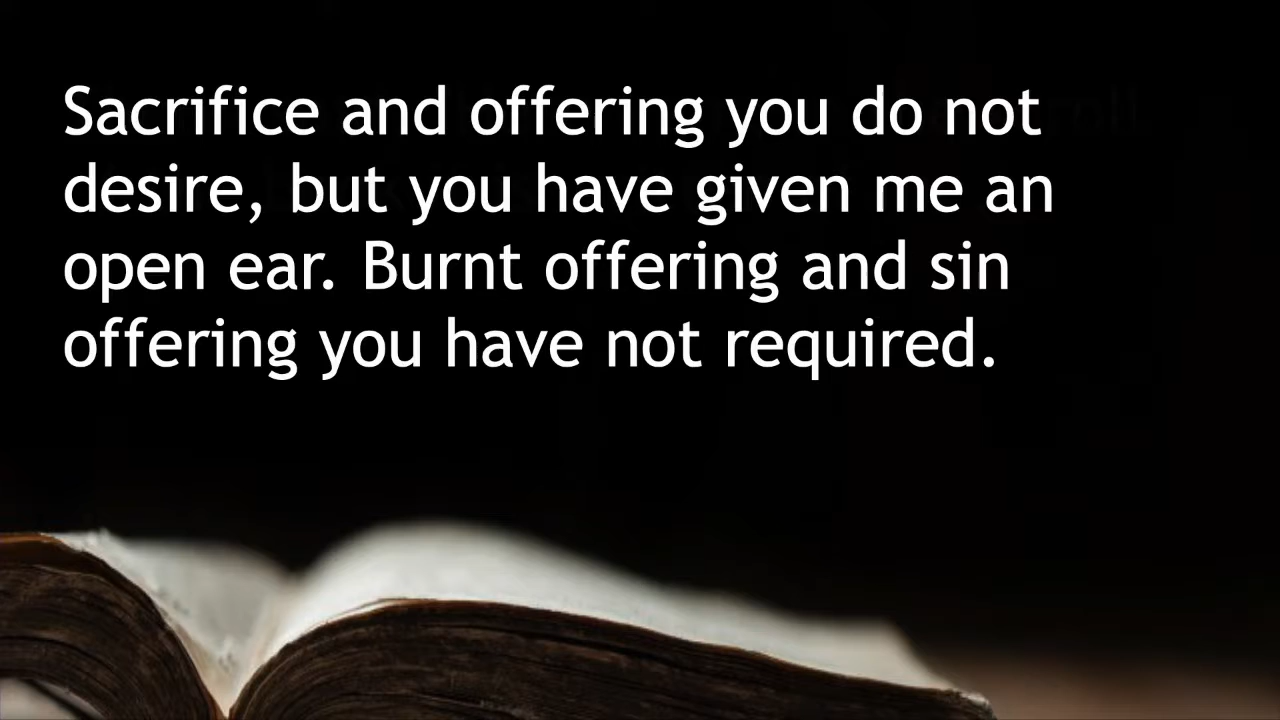 Sacrifice and offering you do not
desire, but you have given me an
open ear. Burnt offering and sin
offering you have not required.